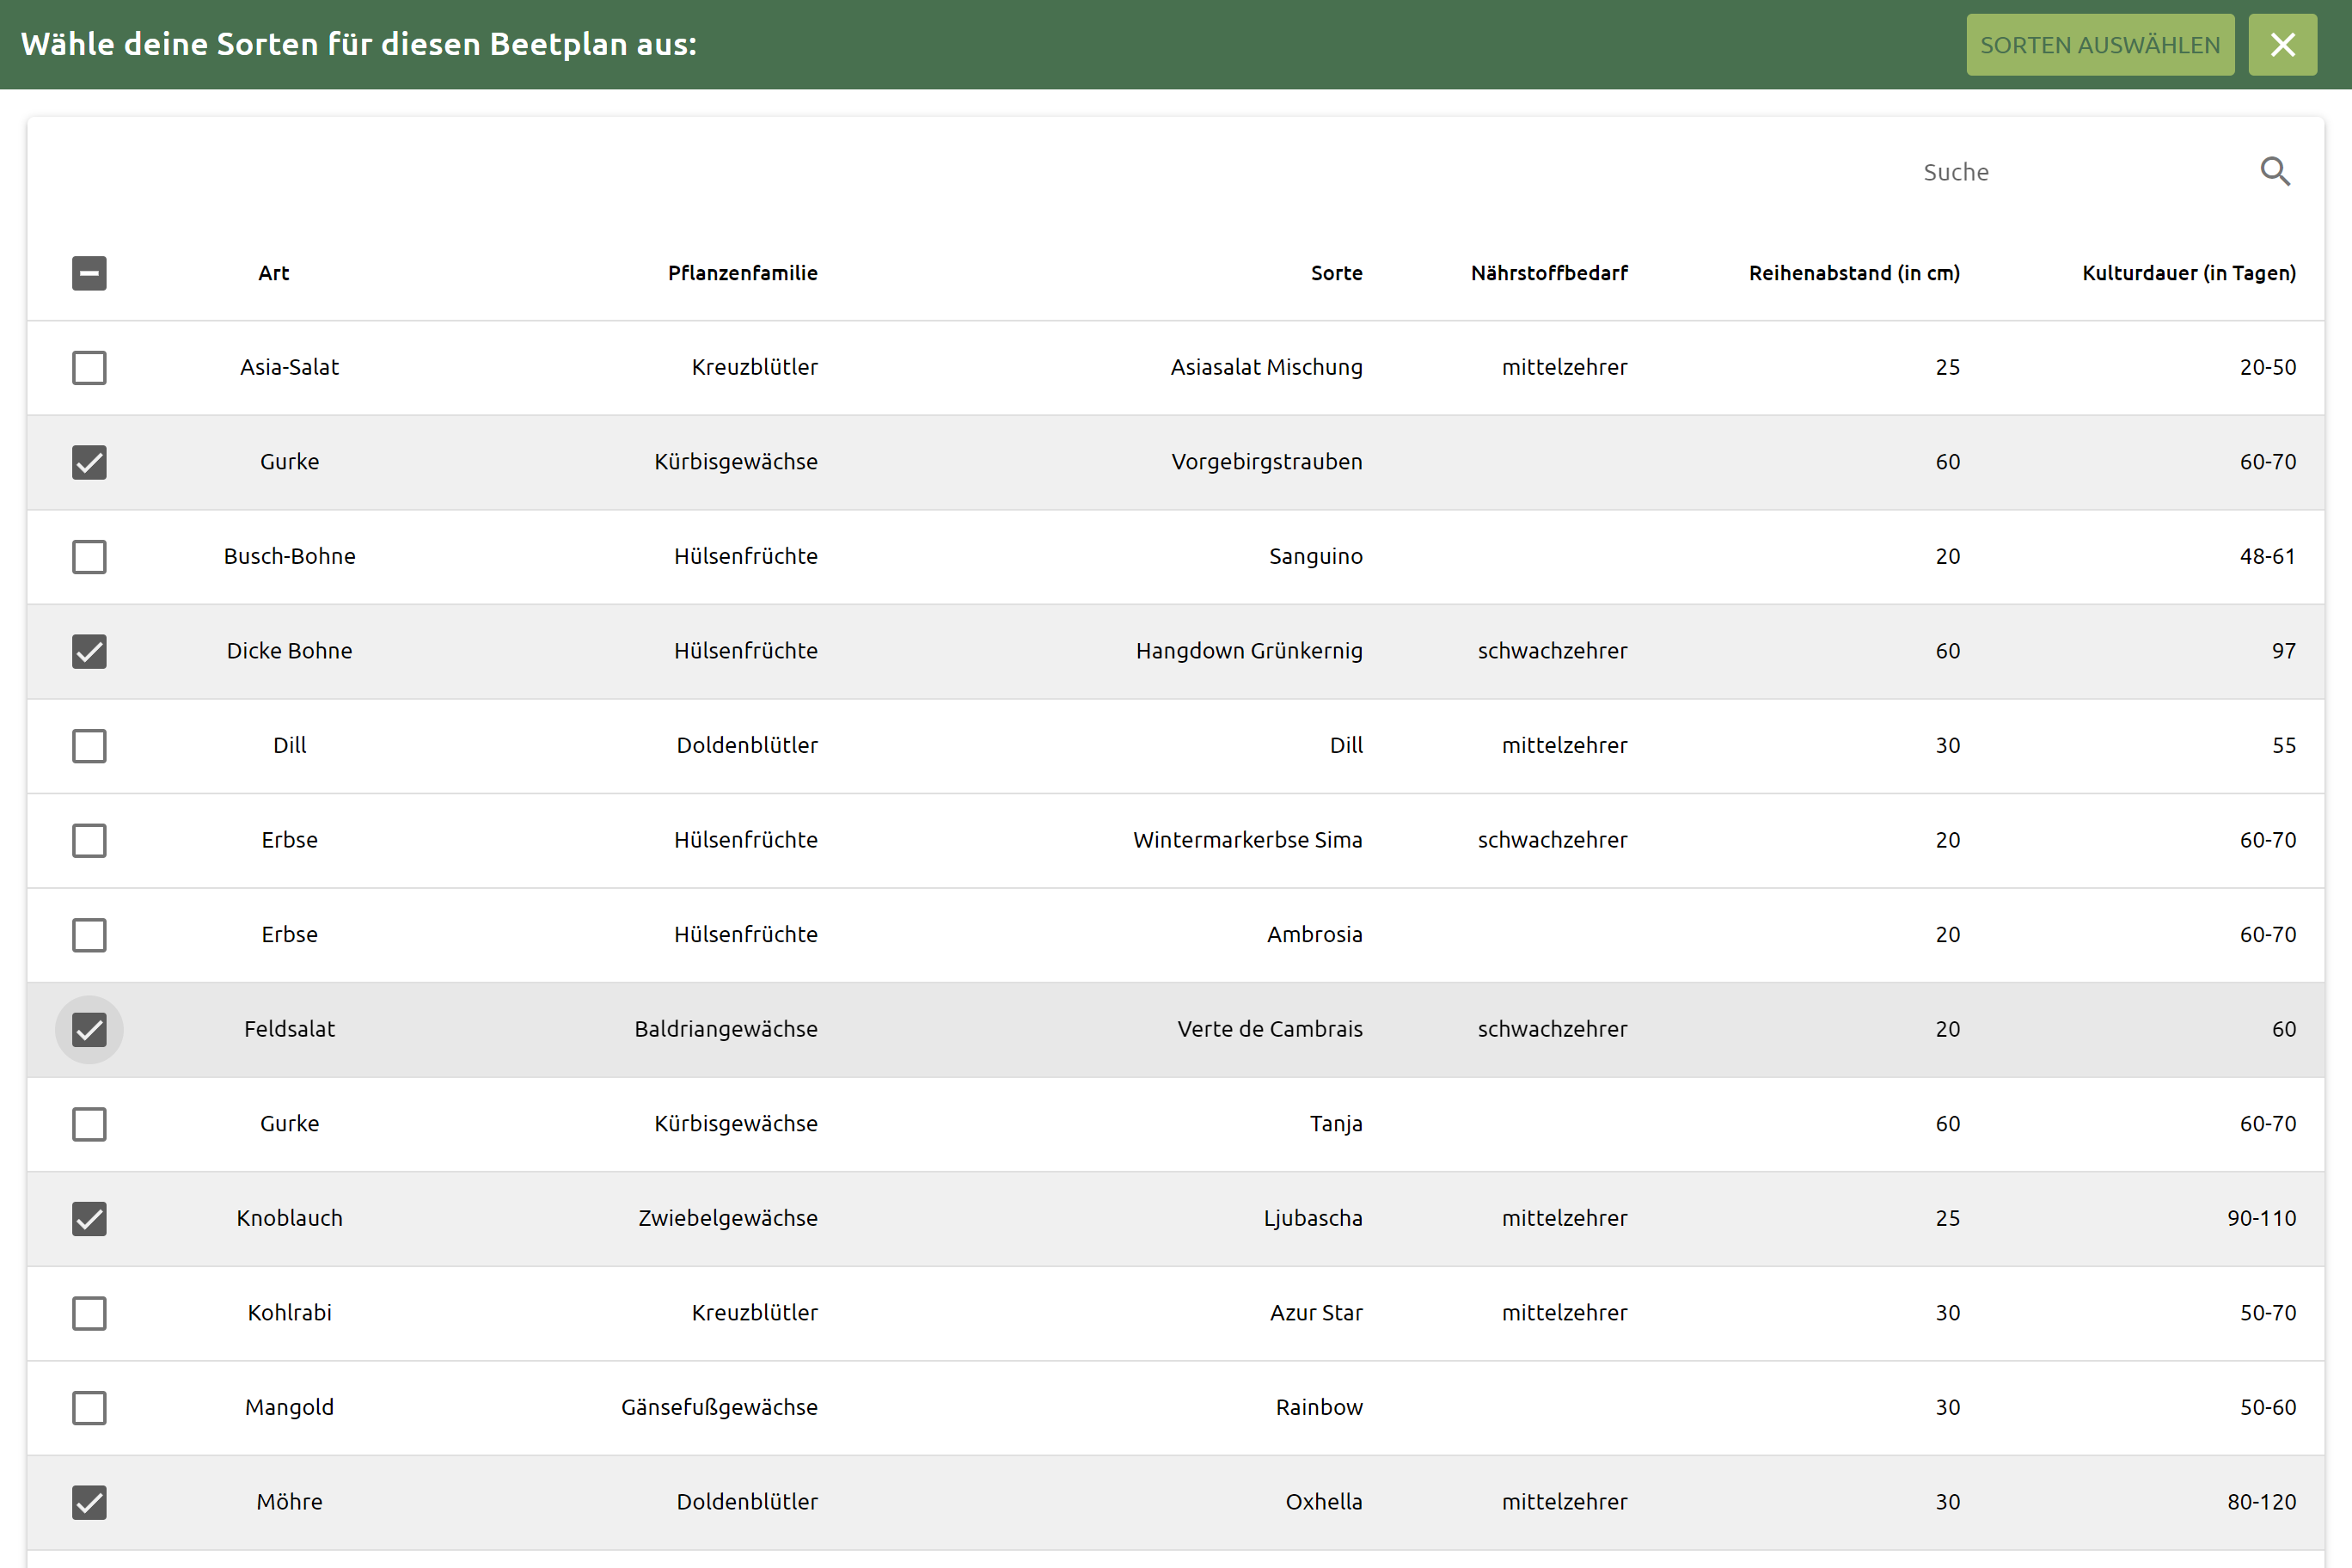 Wähle deine Sorten für diesen Beetplan aus:
SORTEN AUSWÄHLEN
Suche
Art Pflanzenfamilie Sorte Nährstoffbedarf Reihenabstand (in cm) Kulturdauer (in Tagen)
Asia-Salat Kreuzblütler Asiasalat Mischung mittelzehrer 25 20-50
Gurke Kürbisgewächse Vorgebirgstrauben 60 60-70
Busch-Bohne Hülsenfrüchte Sanguino 20 48-61
Dicke Bohne Hülsenfrüchte Hangdown Grünkernig schwachzehrer 60 97
Dill Doldenblütler Dill mittelzehrer 30 55
Erbse Hülsenfrüchte Wintermarkerbse Sima schwachzehrer 20 60-70
Erbse Hülsenfrüchte Ambrosia 20 60-70
Feldsalat Baldriangewächse Verte de Cambrais schwachzehrer 20 60
Gurke Kürbisgewächse Tanja 60 60-70
Knoblauch Zwiebelgewächse Ljubascha mittelzehrer 25 90-110
Kohlrabi Kreuzblütler Azur Star mittelzehrer 30 50-70
Mangold Gänsefußgewächse Rainbow 30 50-60
Möhre Doldenblütler Oxhella mittelzehrer 30 80-120